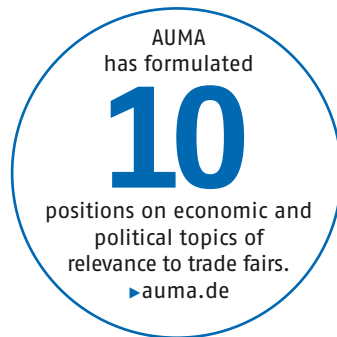 AUMA
has formulated
10
positions on economic and
political topics of
relevance to trade fairs.
▸auma.de